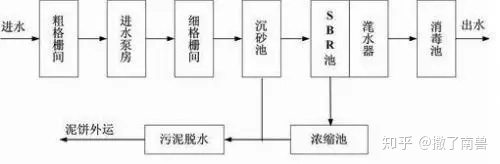 进水
粗格栅间
进水泵房
细格栅间
沉砂池
SBR池
滗水器
消毒池
出水
泥饼外运
污泥脱水
浓缩池
知乎 @撒了南兽